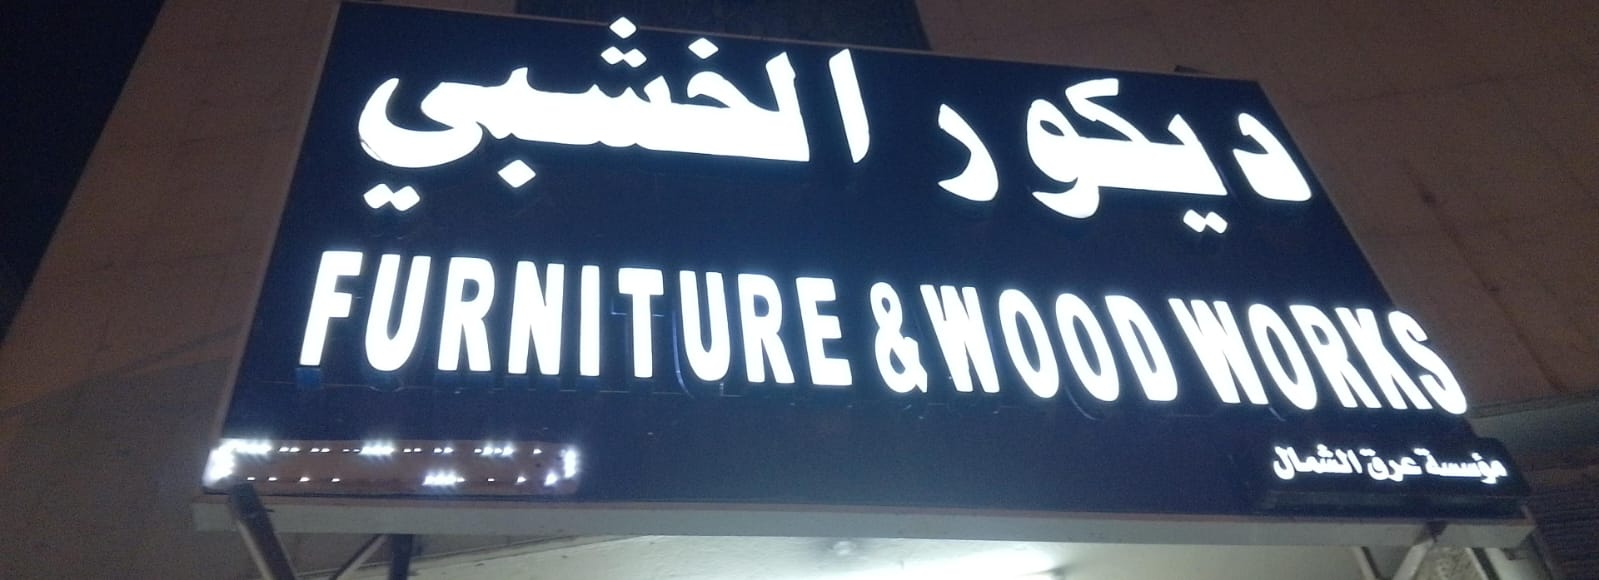 ديكور الخشبي
FURNITURE & WOOD WORKS
مؤسسة عرق الشمال